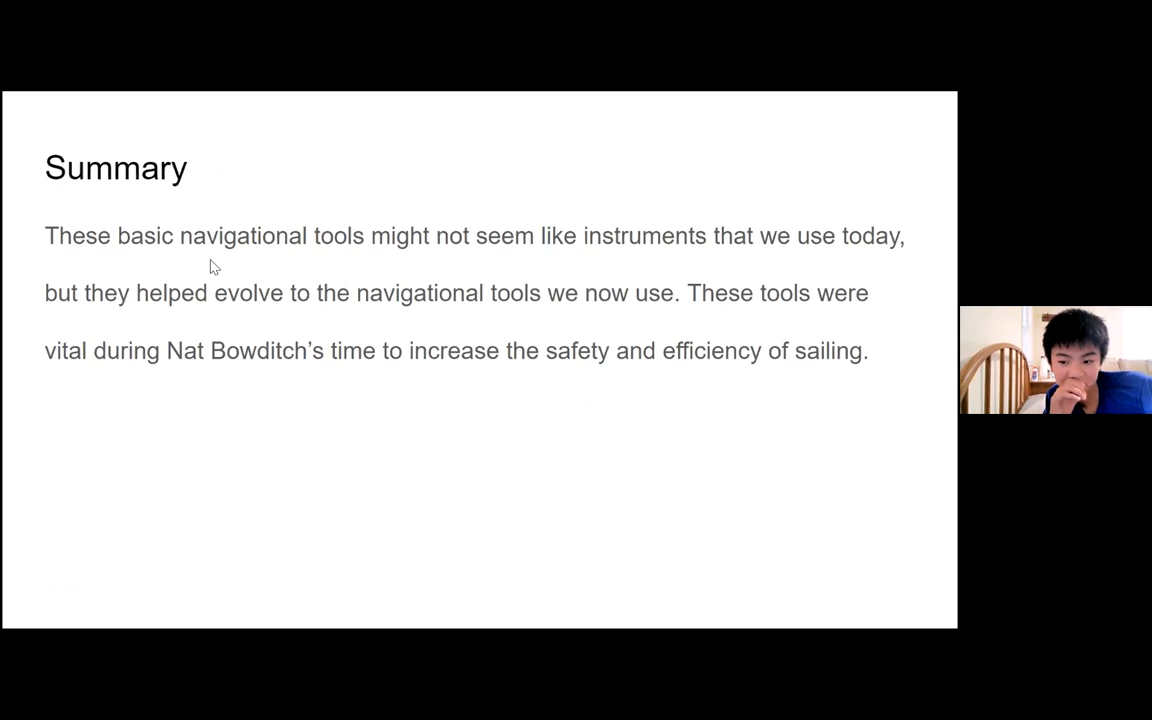 Summary
These basic navigational tools might not seem like instruments that we use today,
but they helped evolve to the navigational tools we now use. These tools were
vital during Nat Bowditch’s time to increase the safety and efficiency of sailing.